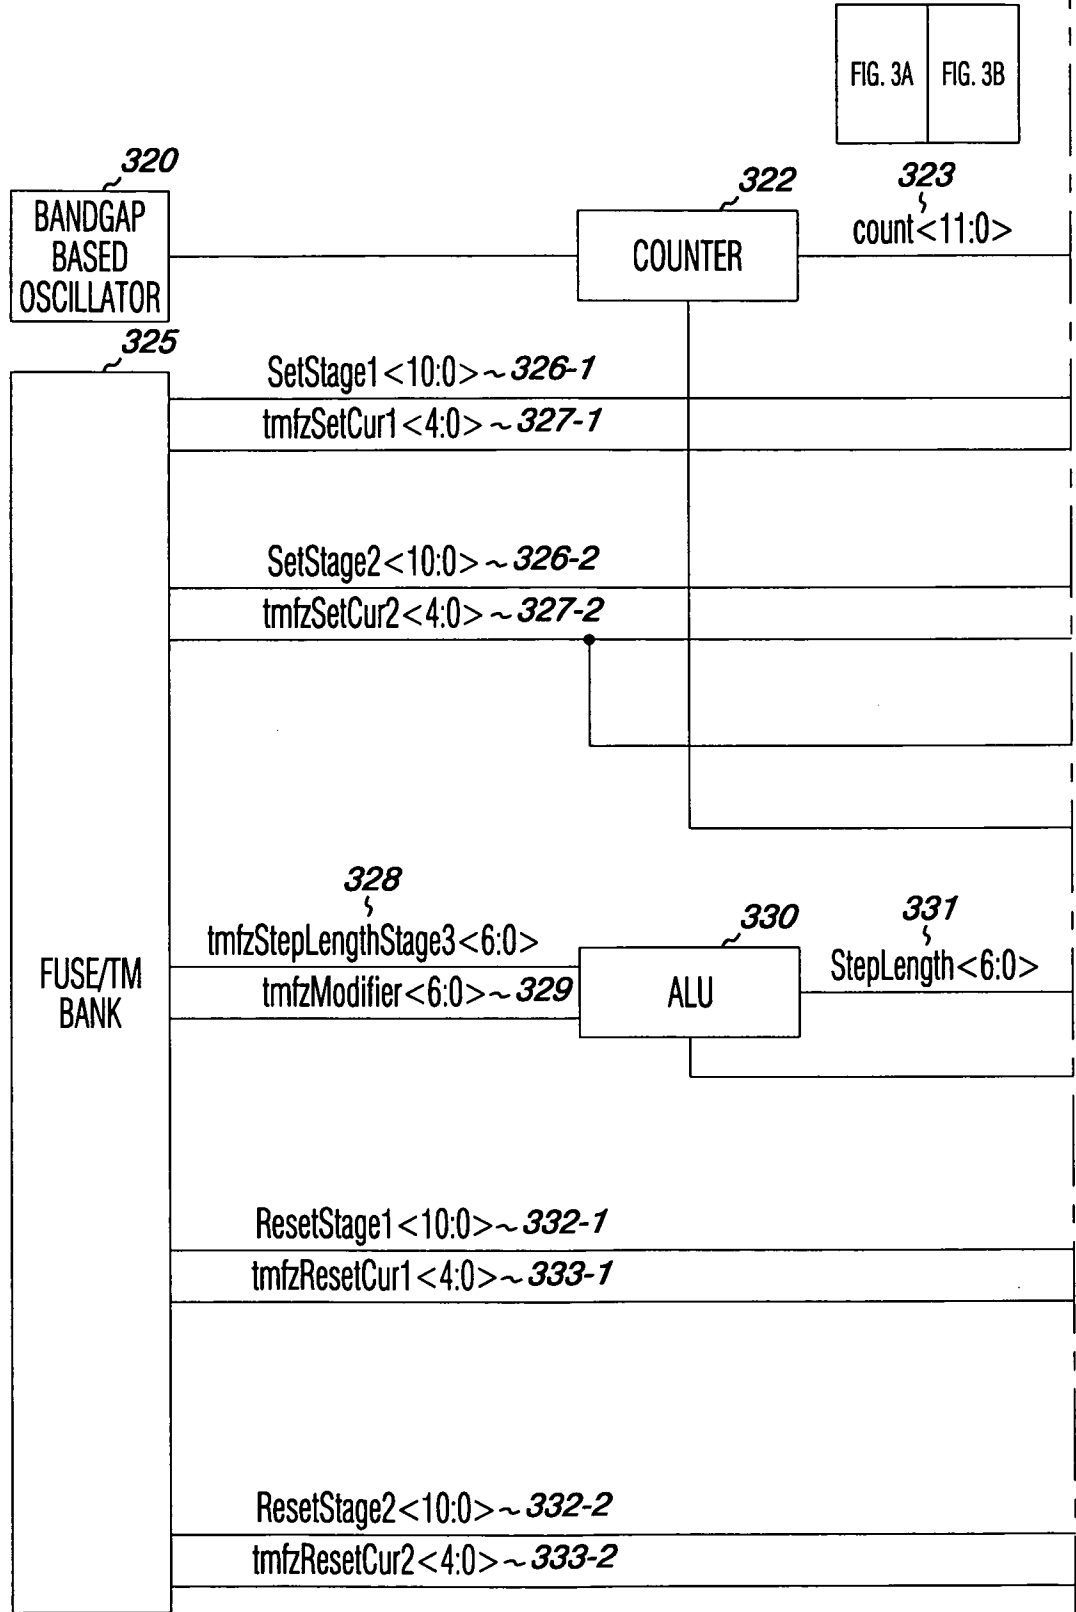 FIG. 3A
FIG. 3B
320
BANDGAP
BASED
OSCILLATOR
322
COUNTER
323
count<11:0>
325
FUSE/TM
BANK
SetStage1<10:0>~326-1
tmfzSetCur1<4:0>~327-1
SetStage2<10:0>~326-2
tmfzSetCur2<4:0>~327-2
328
tmfzStepLengthStage3<6:0>
tmfzModifier<6:0>~329
330
ALU
331
StepLength<6:0>
ResetStage1<10:0>~332-1
tmfzResetCur1<4:0>~333-1
ResetStage2<10:0>~332-2
tmfzResetCur2<4:0>~333-2